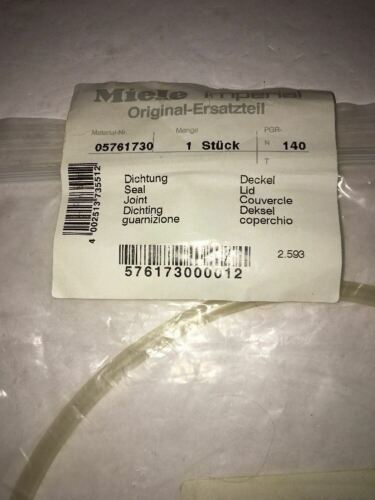 Miele imperial
Original-Ersatzteil
Material-Nr. Menge PGR-
05761730 1 Stück N 140
T
Dichtung Deckel
Seal Lid
Joint Couvercle
Dichting Deksel
guarnizione coperchio
4 002513 735512
2.593
576173000012